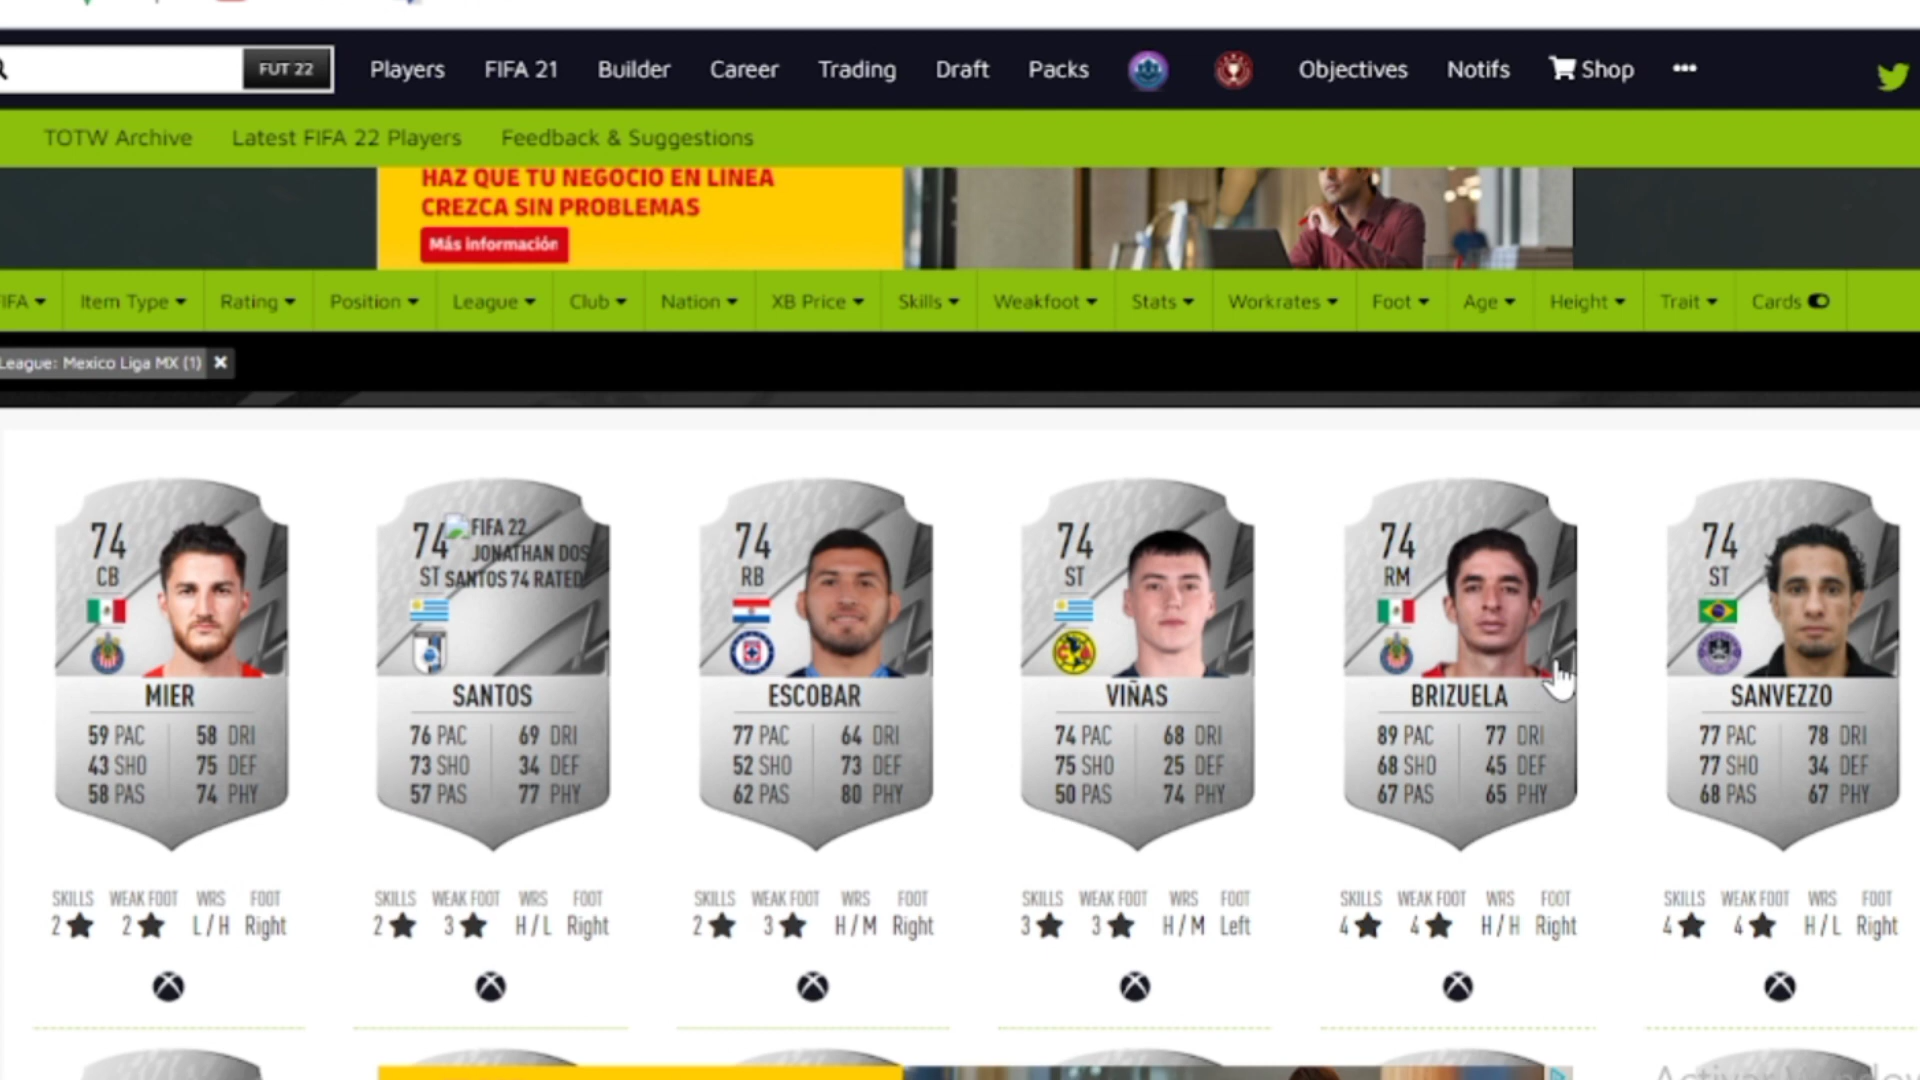 FUT 22
Players
FIFA 21
Builder
Career
Trading
Draft
Packs
Objectives
Notifs
Shop
•••
TOTW Archive
Latest FIFA 22 Players
Feedback & Suggestions
HAZ QUE TU NEGOCIO EN LINEA
CREZCA SIN PROBLEMAS
Más información
IFA
Item Type
Rating
Position
League
Club
Nation
XB Price
Skills
Weakfoot
Stats
Workrates
Foot
Age
Height
Trait
Cards
League: Mexico Liga MX (1) ×
74
CB
MIER
59 PAC 58 DRI
43 SHO 75 DEF
58 PAS 74 PHY
SKILLS WEAK FOOT WRS FOOT
2 ★ 2 ★ L / H Right
74
ST
FIFA 22
JONATHAN DOS
SANTOS 74 RATED
SANTOS
76 PAC 69 DRI
73 SHO 34 DEF
57 PAS 77 PHY
SKILLS WEAK FOOT WRS FOOT
2 ★ 3 ★ H / L Right
74
RB
ESCOBAR
77 PAC 64 DRI
52 SHO 73 DEF
62 PAS 80 PHY
SKILLS WEAK FOOT WRS FOOT
2 ★ 3 ★ H / M Right
74
ST
VIÑAS
74 PAC 68 DRI
75 SHO 25 DEF
50 PAS 74 PHY
SKILLS WEAK FOOT WRS FOOT
3 ★ 3 ★ H / M Left
74
RM
BRIZUELA
89 PAC 77 DRI
68 SHO 45 DEF
67 PAS 65 PHY
SKILLS WEAK FOOT WRS FOOT
4 ★ 4 ★ H / H Right
74
ST
SANVEZZO
77 PAC 78 DRI
77 SHO 34 DEF
68 PAS 67 PHY
SKILLS WEAK FOOT WRS FOOT
4 ★ 4 ★ H / L Right